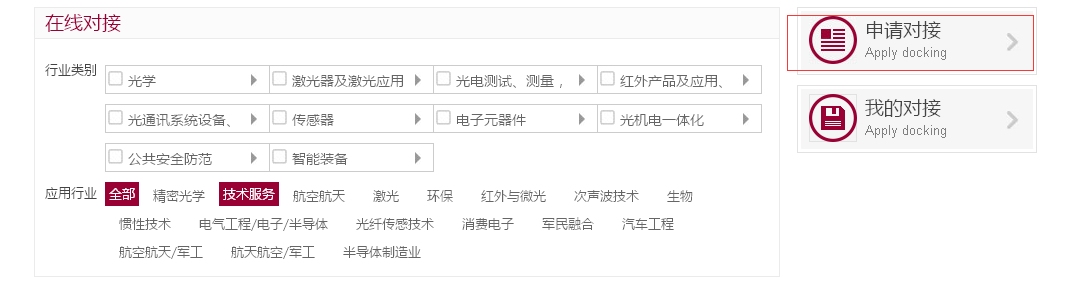 在线对接
行业类别
光学 激光器及激光应用 光电测试、测量， 红外产品及应用、
光通讯系统设备、 传感器 电子元器件 光机电一体化
公共安全防范 智能装备
应用行业 全部 精密光学 技术服务 航空航天 激光 环保 红外与微光 次声波技术 生物
惯性技术 电气工程/电子/半导体 光纤传感技术 消费电子 军民融合 汽车工程
航空航天/军工 航天航空/军工 半导体制造业
申请对接
Apply docking
我的对接
Apply docking